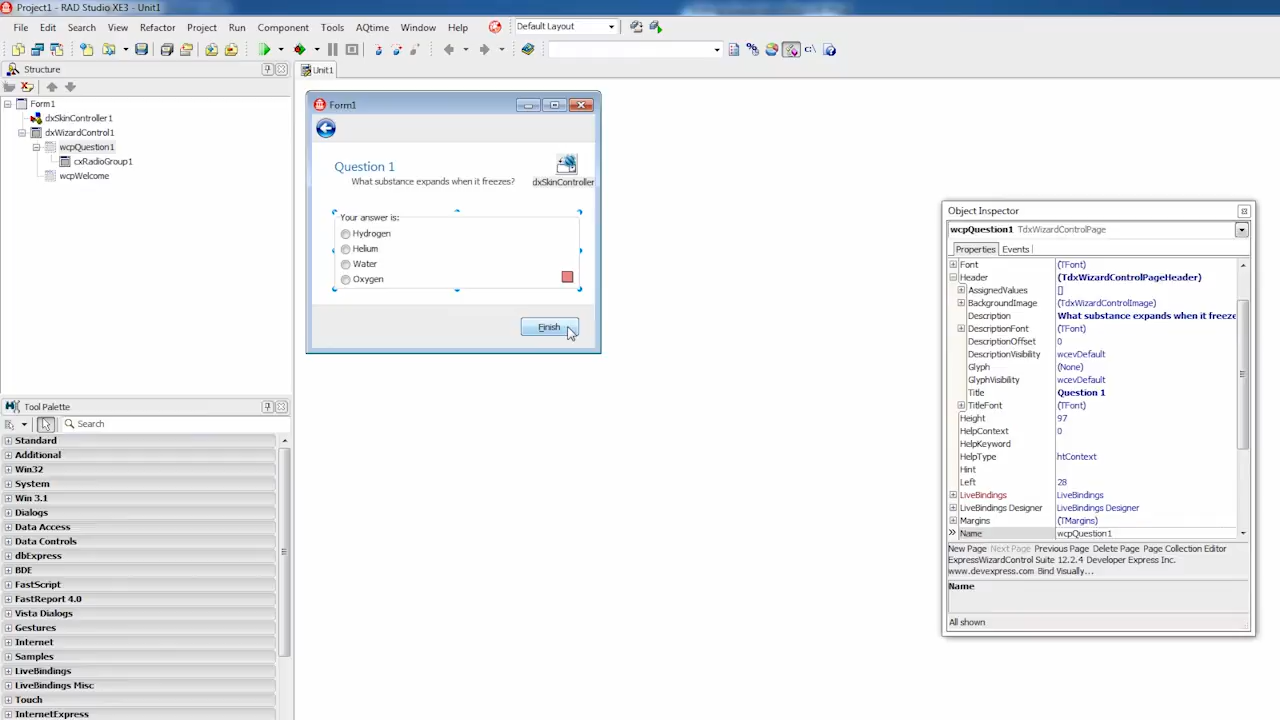 Project1 - RAD Studio XE3 - Unit1
File Edit Search View Refactor Project Run Component Tools AQtime Window Help Default Layout
Structure
Unit1
Form1
dxSkinController1
dxWizardControl1
wcpQuestion1
cxRadioGroup1
wcpWelcome
Form1
Question 1
What substance expands when it freezes?
dxSkinController
Your answer is:
Hydrogen
Helium
Water
Oxygen
Finish
Tool Palette
Search
Standard
Additional
Win32
System
Win 3.1
Dialogs
Data Access
Data Controls
dbExpress
BDE
FastScript
FastReport 4.0
Vista Dialogs
Gestures
Internet
Samples
LiveBindings
LiveBindings Misc
Touch
InternetExpress
Object Inspector
wcpQuestion1 TdxWizardControlPage
Properties Events
Font (TFont)
Header (TdxWizardControlPageHeader)
AssignedValues []
BackgroundImage (TdxWizardControlImage)
Description What substance expands when it freeze
DescriptionFont (TFont)
DescriptionOffset 0
DescriptionVisibility wcevDefault
Glyph (None)
GlyphVisibility wcevDefault
Title Question 1
TitleFont (TFont)
Height 97
HelpContext 0
HelpKeyword
HelpType htContext
Hint
Left 28
LiveBindings LiveBindings
LiveBindings Designer LiveBindings Designer
Margins (TMargins)
Name wcpQuestion1
New Page Next Page Previous Page Delete Page Page Collection Editor
ExpressWizardControl Suite 12.2.4 Developer Express Inc.
www.devexpress.com Bind Visually...
Name
All shown